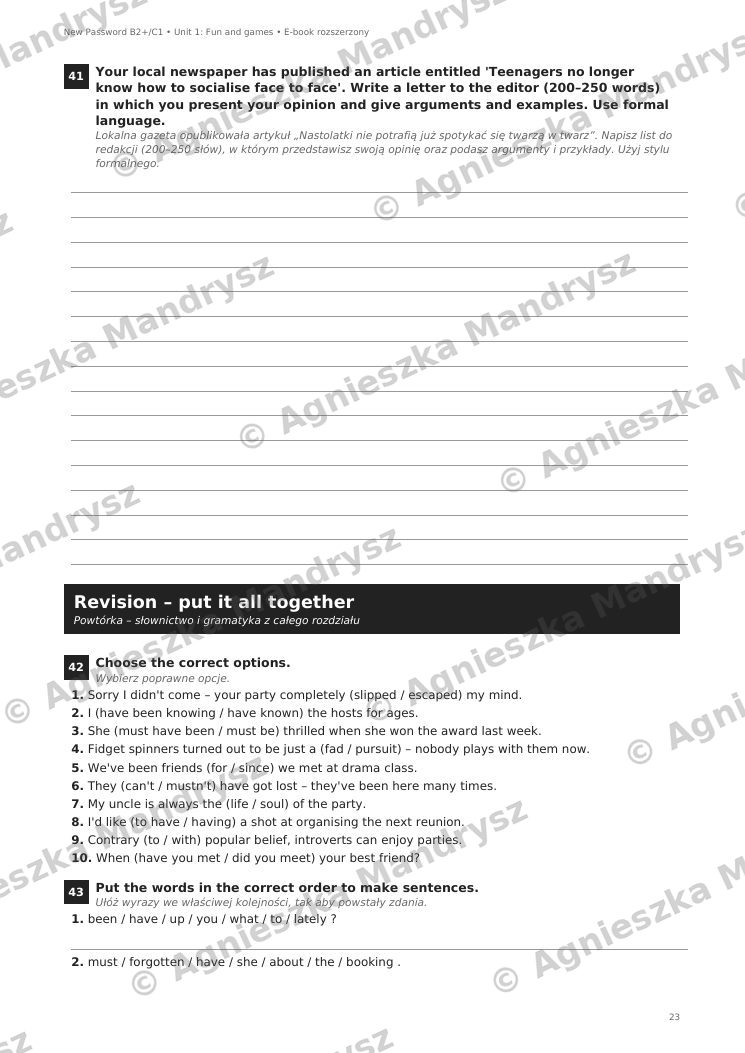 New Password B2+/C1 • Unit 1: Fun and games • E-book rozszerzony
41 Your local newspaper has published an article entitled 'Teenagers no longer
know how to socialise face to face'. Write a letter to the editor (200–250 words)
in which you present your opinion and give arguments and examples. Use formal
language.
Lokalna gazeta opublikowała artykuł „Nastolatki nie potrafią już spotykać się twarzą w twarz”. Napisz list do
redakcji (200–250 słów), w którym przedstawisz swoją opinię oraz podasz argumenty i przykłady. Użyj stylu
formalnego.
Revision – put it all together
Powtórka – słownictwo i gramatyka z całego rozdziału
42 Choose the correct options.
Wybierz poprawne opcje.
1. Sorry I didn't come – your party completely (slipped / escaped) my mind.
2. I (have been knowing / have known) the hosts for ages.
3. She (must have been / must be) thrilled when she won the award last week.
4. Fidget spinners turned out to be just a (fad / pursuit) – nobody plays with them now.
5. We've been friends (for / since) we met at drama class.
6. They (can't / mustn't) have got lost – they've been here many times.
7. My uncle is always the (life / soul) of the party.
8. I'd like (to have / having) a shot at organising the next reunion.
9. Contrary (to / with) popular belief, introverts can enjoy parties.
10. When (have you met / did you meet) your best friend?
43 Put the words in the correct order to make sentences.
Ułóż wyrazy we właściwej kolejności, tak aby powstały zdania.
1. been / have / up / you / what / to / lately ?
2. must / forgotten / have / she / about / the / booking .
23
© Agnieszka Mandrysz